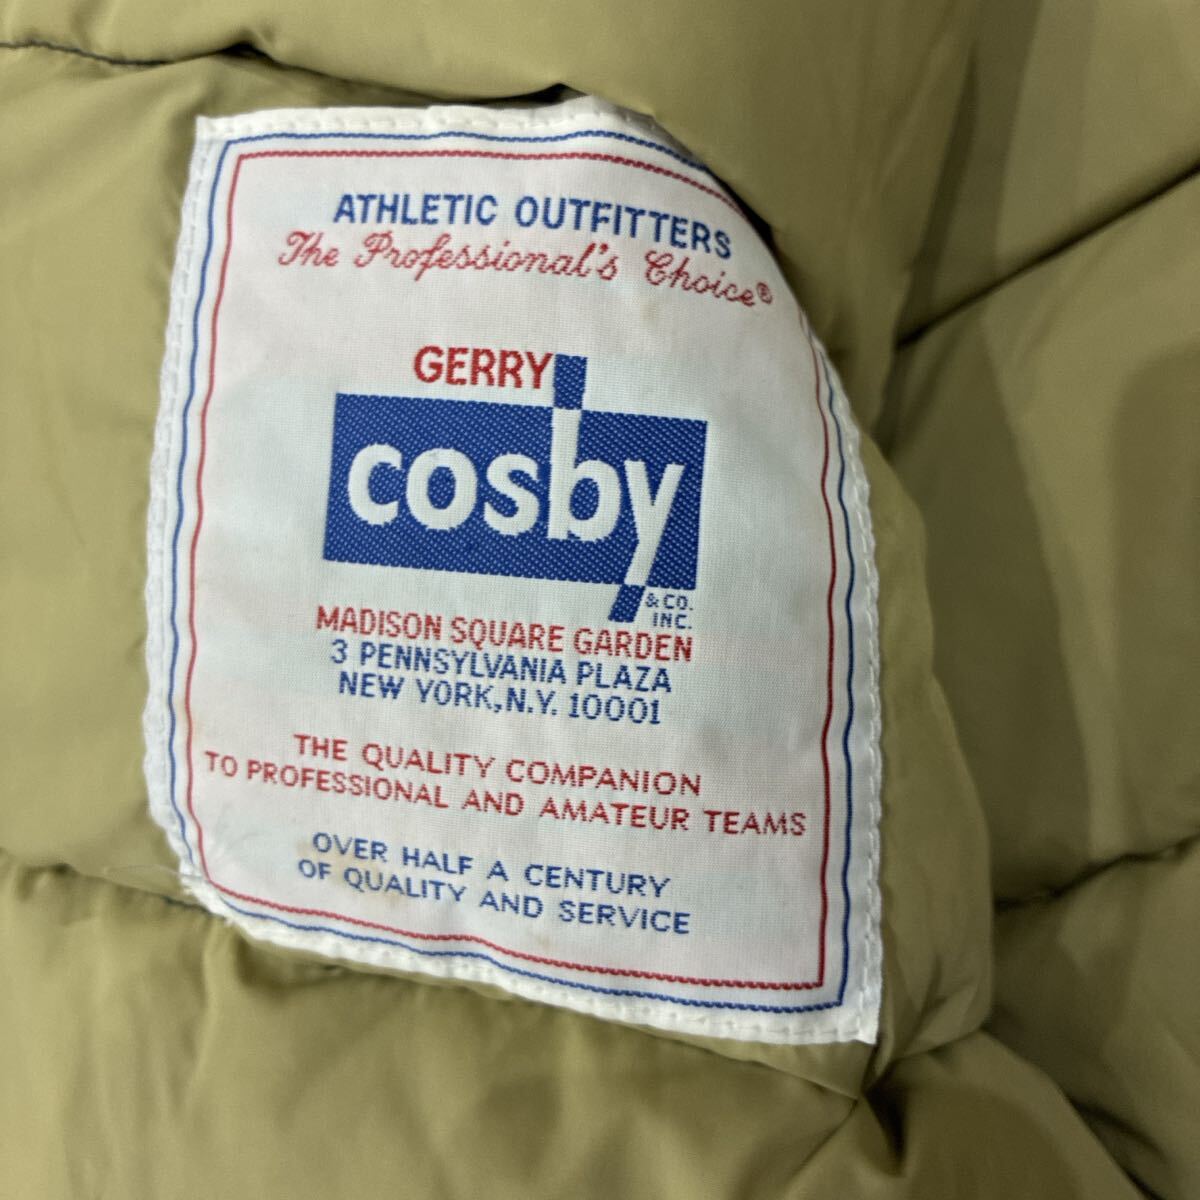 ATHLETIC OUTFITTERS
The Professional's Choice®
GERRY
cosby
& CO.
INC.
MADISON SQUARE GARDEN
3 PENNSYLVANIA PLAZA
NEW YORK, N.Y. 10001
THE QUALITY COMPANION
TO PROFESSIONAL AND AMATEUR TEAMS
OVER HALF A CENTURY
OF QUALITY AND SERVICE